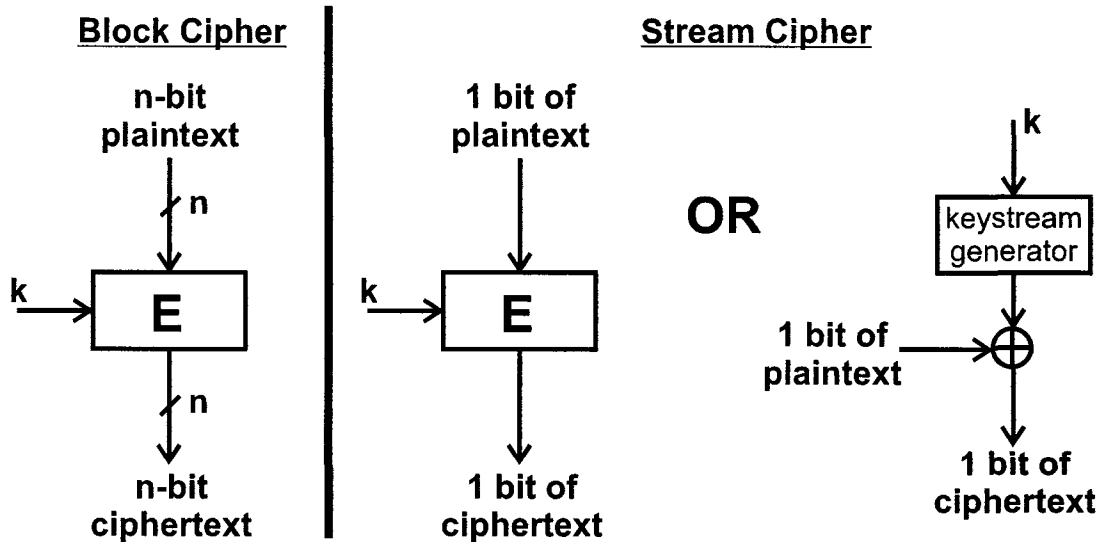 Block Cipher
n-bit
plaintext
n
k
E
n
n-bit
ciphertext
Stream Cipher
1 bit of
plaintext
k
E
1 bit of
ciphertext
OR
k
keystream
generator
1 bit of
plaintext
1 bit of
ciphertext